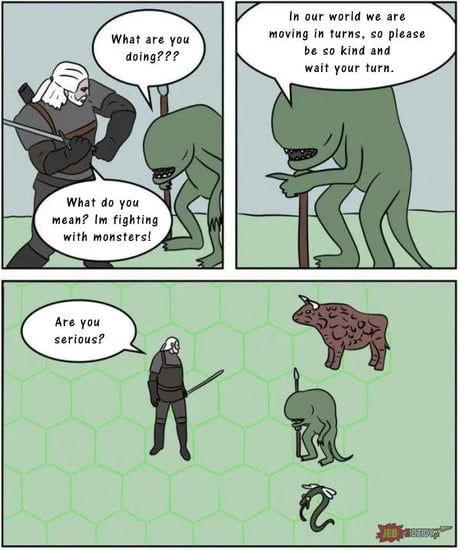 What are you
doing???
What do you
mean? Im fighting
with monsters!
In our world we are
moving in turns, so please
be so kind and
wait your turn.
Are you
serious?